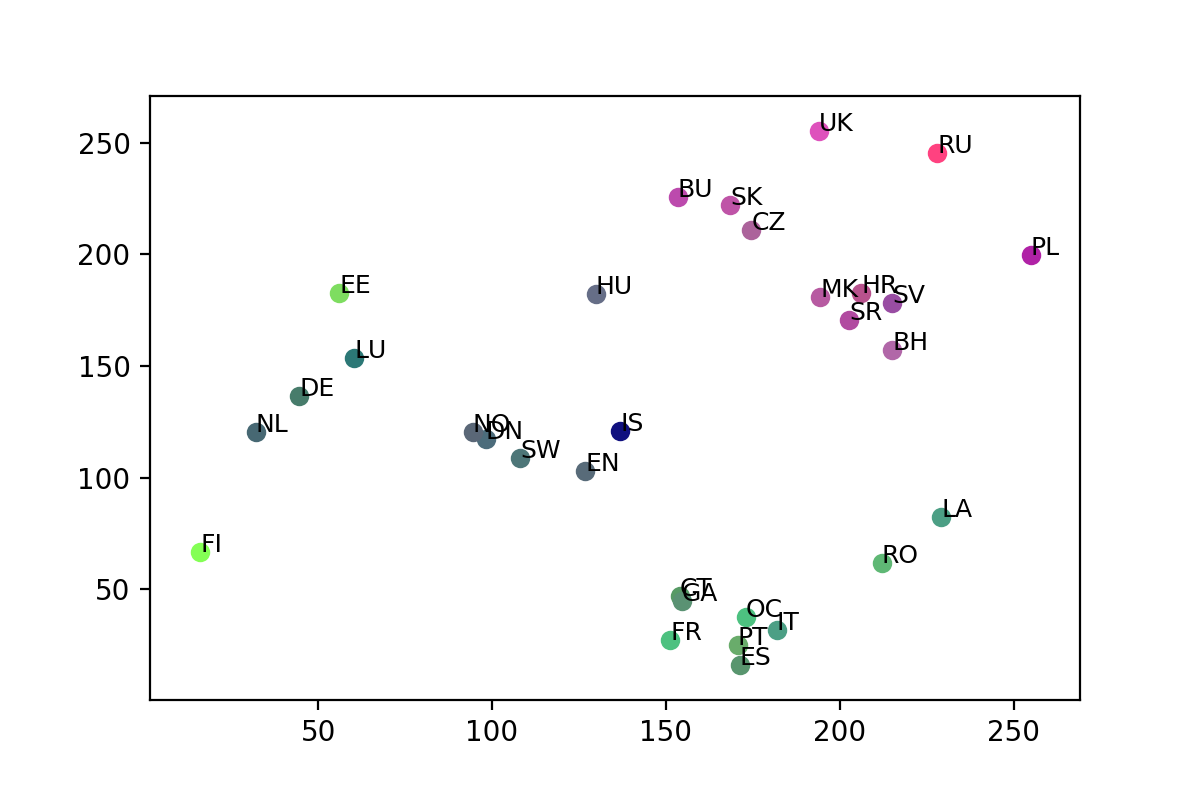 250
200
150
100
50
UK
RU
BU
SK
CZ
PL
EE
HU
MK
HR
SV
SR
LU
BH
DE
NL
NO
DN
IS
SW
EN
LA
FI
RO
CT
GA
OC
IT
FR
PT
ES
50
100
150
200
250